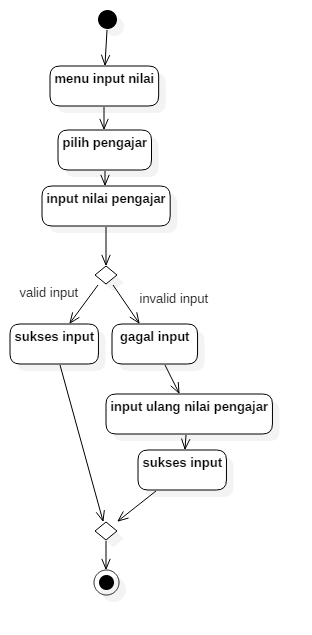 menu input nilai
pilih pengajar
input nilai pengajar
valid input
invalid input
sukses input
gagal input
input ulang nilai pengajar
sukses input